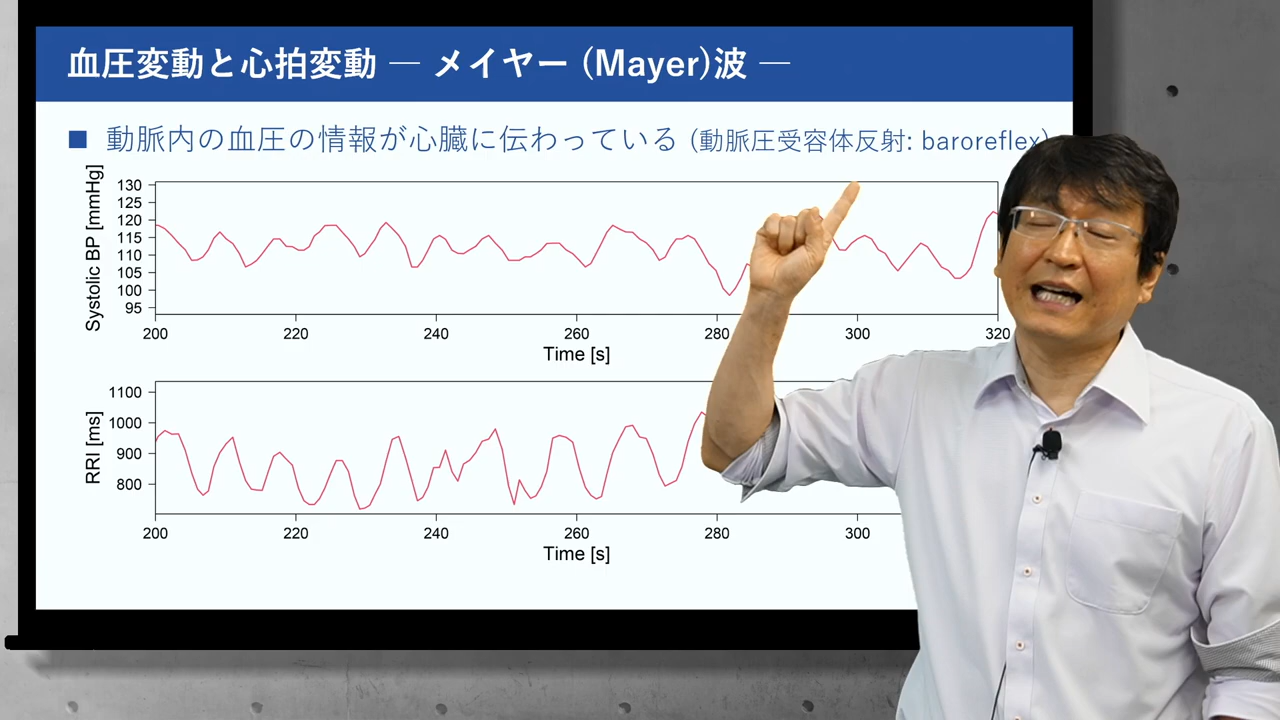 血圧変動と心拍変動 ― メイヤー (Mayer)波 ―
■ 動脈内の血圧の情報が心臓に伝わっている (動脈圧受容体反射: baroreflex)
Systolic BP [mmHg]
130
125
120
115
110
105
100
95
200 220 240 260 280 300 320
Time [s]
RRI [ms]
1100
1000
900
800
200 220 240 260 280 300
Time [s]